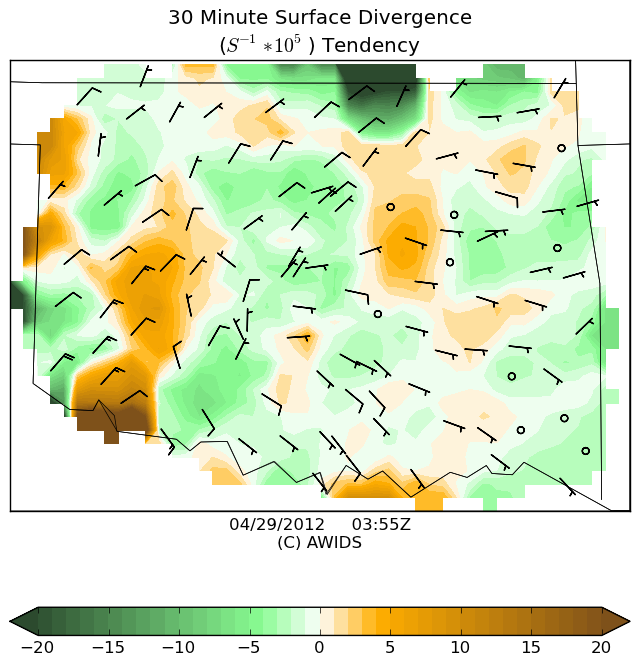 30 Minute Surface Divergence
(S⁻¹ *10⁵ ) Tendency
04/29/2012 03:55Z
(C) AWIDS
−20 −15 −10 −5 0 5 10 15 20